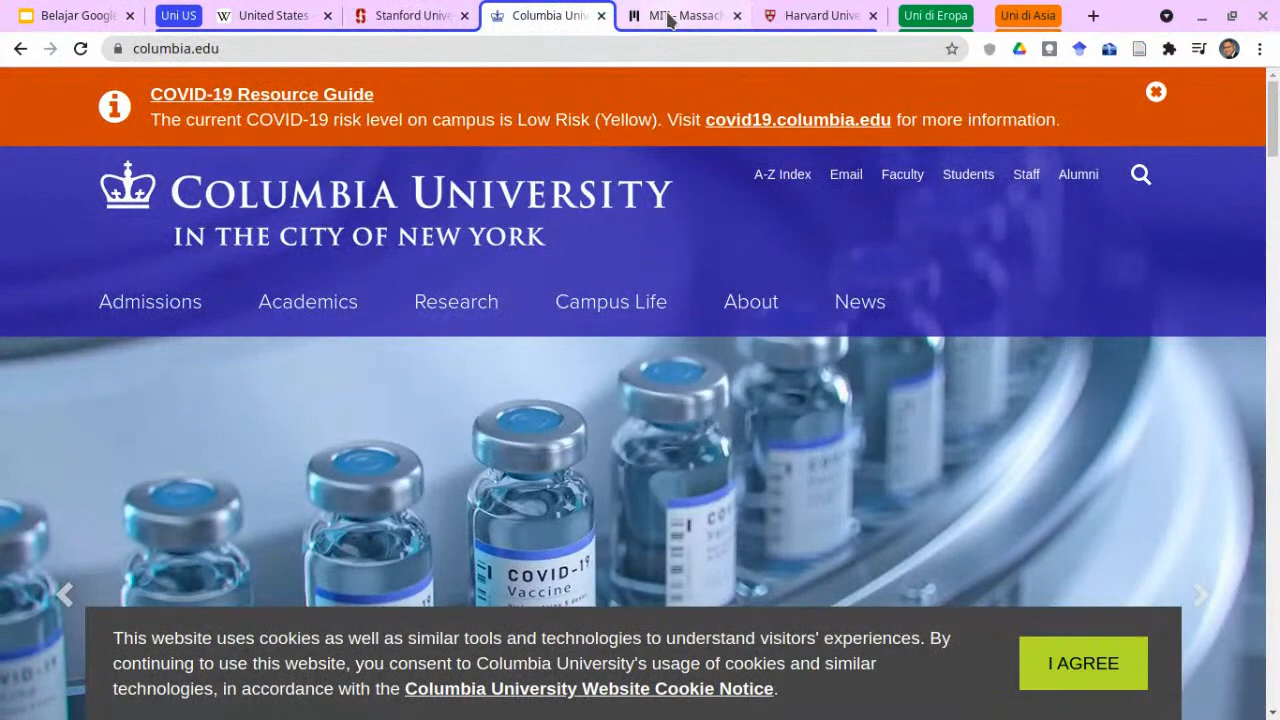 Belajar Google
Uni US
United States
Stanford Unive
Columbia Univ
MIT - Massach
Harvard Unive
Uni di Eropa
Uni di Asia
columbia.edu
COVID-19 Resource Guide
The current COVID-19 risk level on campus is Low Risk (Yellow). Visit covid19.columbia.edu for more information.
A-Z Index Email Faculty Students Staff Alumni
COLUMBIA UNIVERSITY
IN THE CITY OF NEW YORK
Admissions Academics Research Campus Life About News
COVID-19
Vaccine
This website uses cookies as well as similar tools and technologies to understand visitors' experiences. By
continuing to use this website, you consent to Columbia University's usage of cookies and similar
technologies, in accordance with the Columbia University Website Cookie Notice.
I AGREE